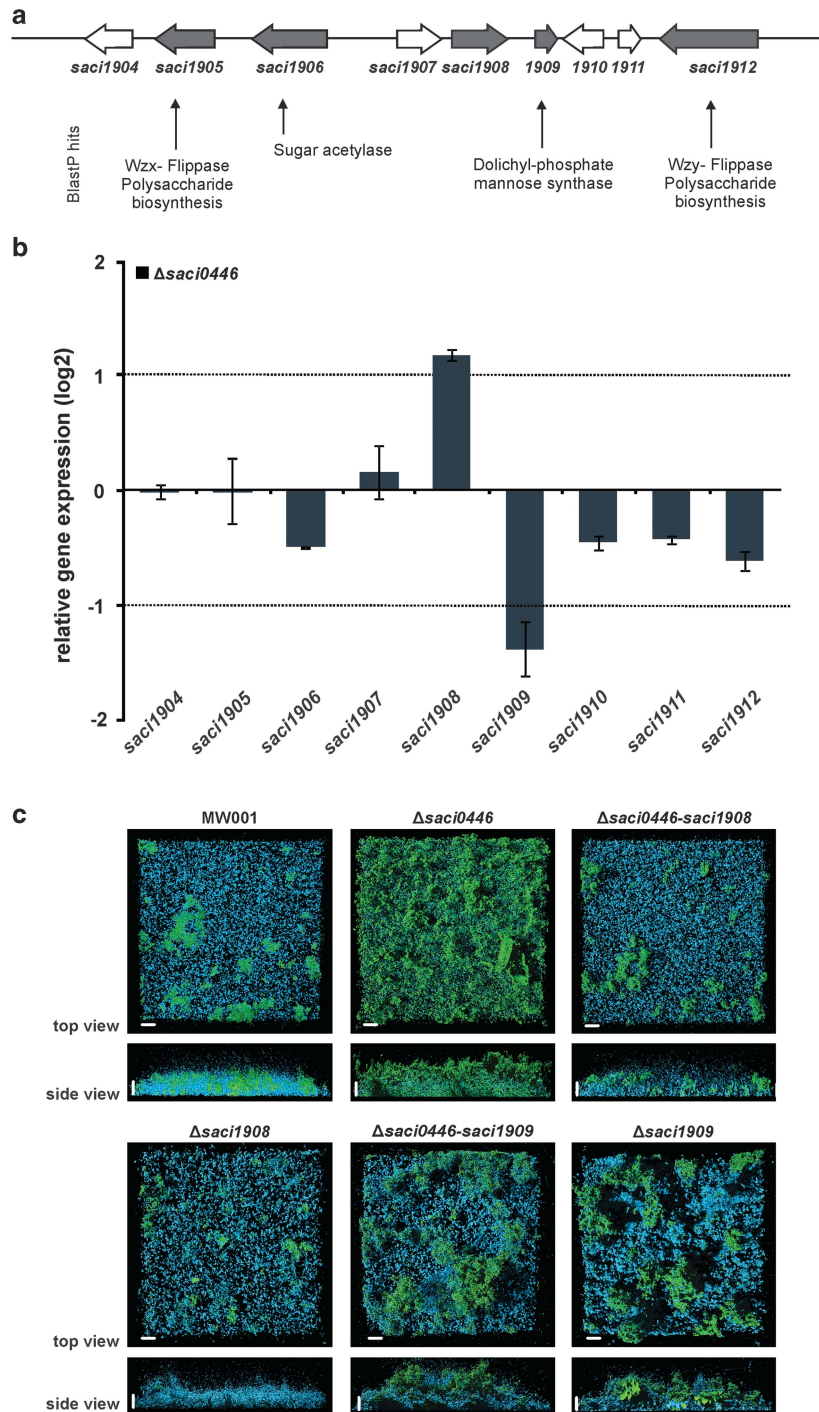 a
saci1904 saci1905 saci1906 saci1907 saci1908 1909 1910 1911 saci1912
BlastP hits
Wzx- Flippase
Polysaccharide
biosynthesis
Sugar acetylase
Dolichyl-phosphate
mannose synthase
Wzy- Flippase
Polysaccharide
biosynthesis
b
Δsaci0446
relative gene expression (log2)
2
1
0
-1
-2
saci1904 saci1905 saci1906 saci1907 saci1908 saci1909 saci1910 saci1911 saci1912
c
MW001 Δsaci0446 Δsaci0446-saci1908
top view
side view
Δsaci1908 Δsaci0446-saci1909 Δsaci1909
top view
side view